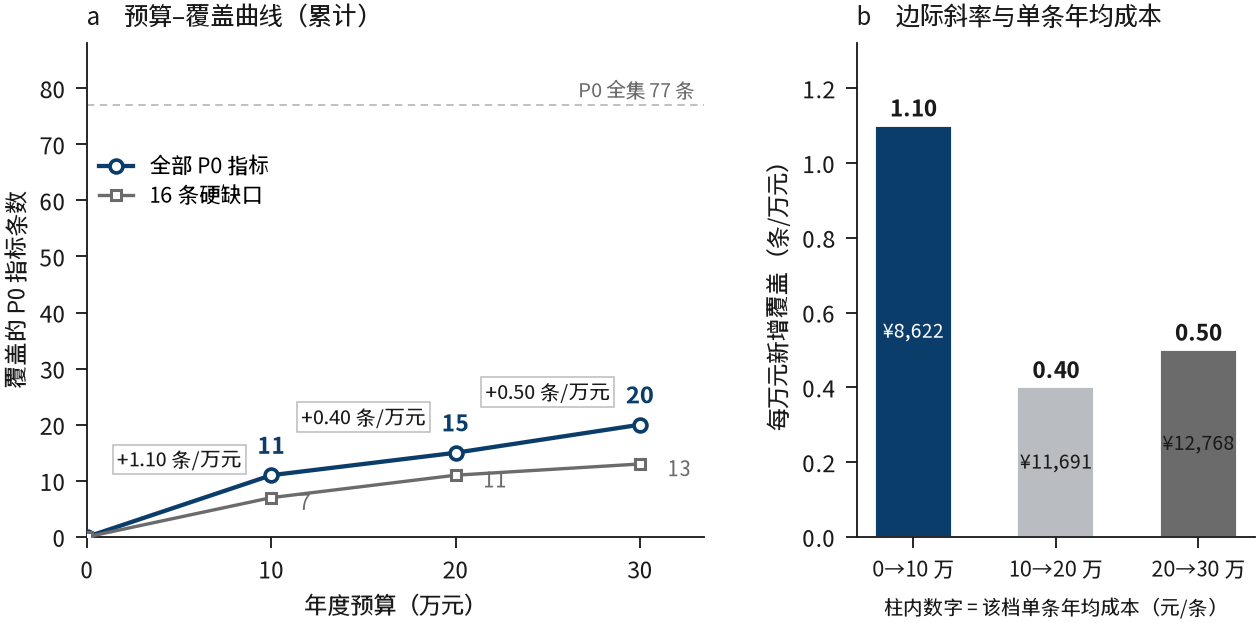 a 预算–覆盖曲线（累计）
覆盖的 P0 指标条数
80
70
60
50
40
30
20
10
0
P0 全集 77 条
全部 P0 指标
16 条硬缺口
+1.10 条/万元
11
+0.40 条/万元
15
+0.50 条/万元
20
7
11
13
0
10
20
30
年度预算（万元）
b 边际斜率与单条年均成本
每万元新增覆盖（条/万元）
1.2
1.0
0.8
0.6
0.4
0.2
0.0
1.10
¥8,622
0.40
¥11,691
0.50
¥12,768
0→10 万
10→20 万
20→30 万
柱内数字 = 该档单条年均成本（元/条）